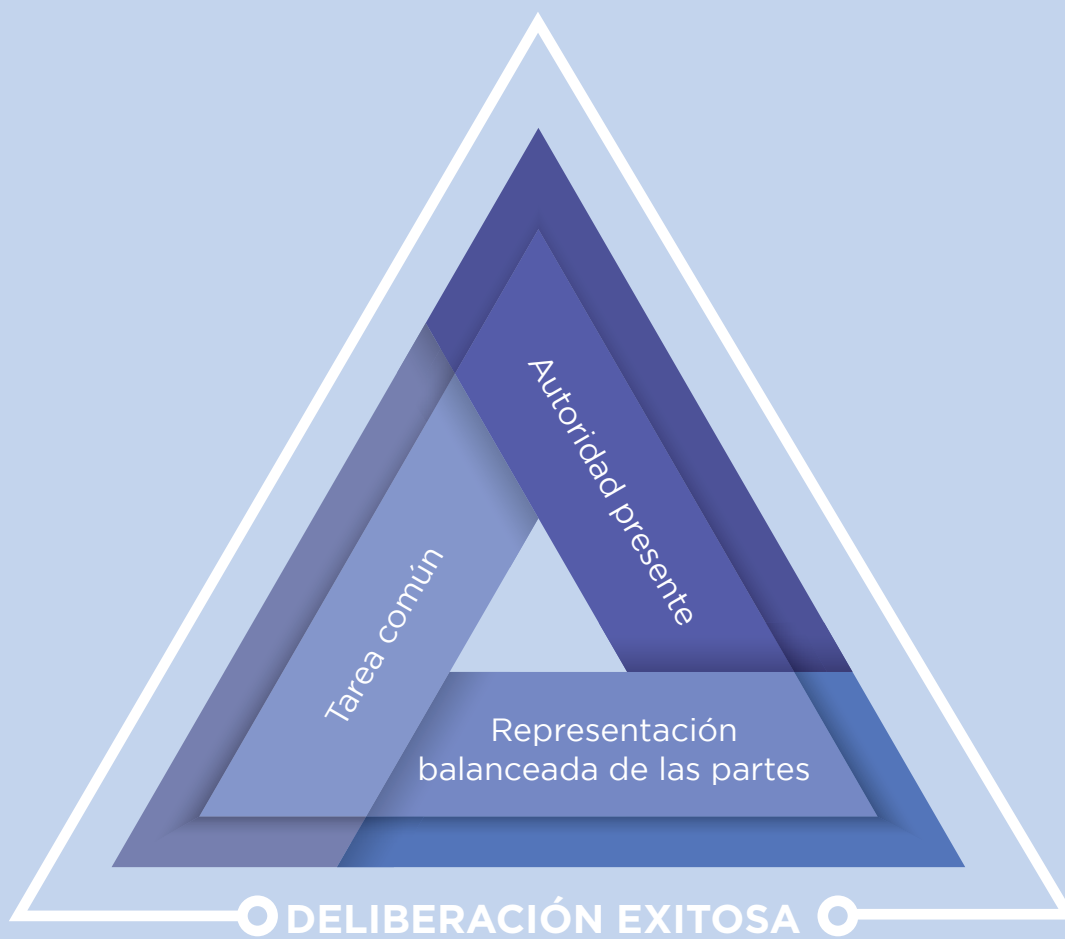 Autoridad presente
Tarea común
Representación
balanceada de las partes
DELIBERACIÓN EXITOSA